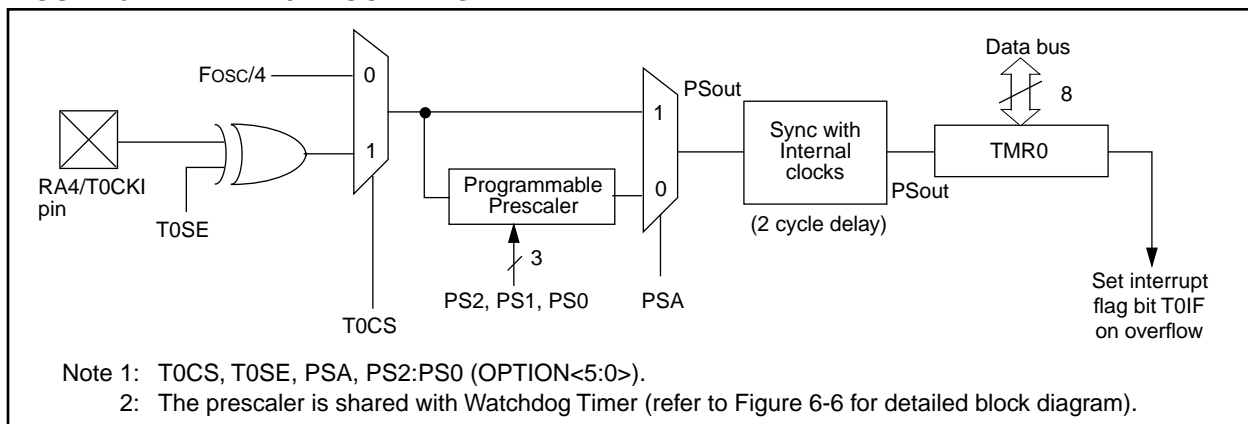 Data bus
FOSC/4
0
PSout
8
1
1
Sync with
Internal
clocks
TMR0
RA4/T0CKI
pin
T0SE
Programmable
Prescaler
0
PSout
(2 cycle delay)
3
PS2, PS1, PS0
PSA
T0CS
Set interrupt
flag bit T0IF
on overflow
Note 1: T0CS, T0SE, PSA, PS2:PS0 (OPTION<5:0>).
2: The prescaler is shared with Watchdog Timer (refer to Figure 6-6 for detailed block diagram).